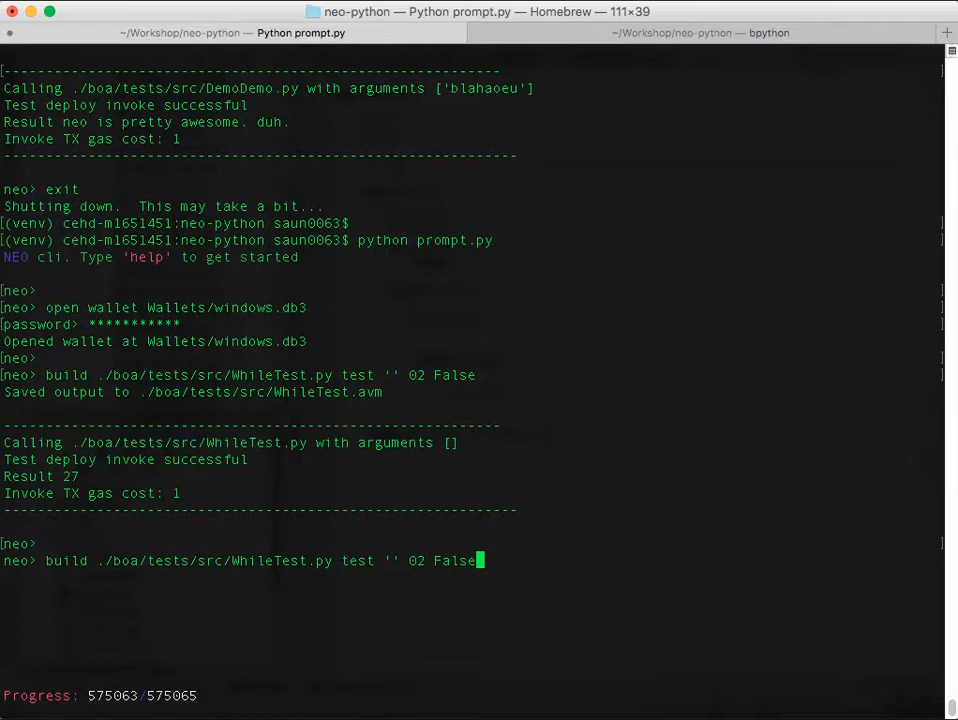 neo-python — Python prompt.py — Homebrew — 111×39
~/Workshop/neo-python — Python prompt.py
~/Workshop/neo-python — bpython
[----------------------------------------------------------- ]
Calling ./boa/tests/src/DemoDemo.py with arguments ['blahaoeu']
Test deploy invoke successful
Result neo is pretty awesome. duh.
Invoke TX gas cost: 1
-------------------------------------------------------------
neo> exit
Shutting down.  This may take a bit...
[(venv) cehd-m1651451:neo-python saun0063$ ]
[(venv) cehd-m1651451:neo-python saun0063$ python prompt.py ]
NEO cli. Type 'help' to get started
[neo> ]
[neo> open wallet Wallets/windows.db3 ]
[password> *********** ]
Opened wallet at Wallets/windows.db3
[neo> ]
[neo> build ./boa/tests/src/WhileTest.py test '' 02 False ]
Saved output to ./boa/tests/src/WhileTest.avm
-----------------------------------------------------------
Calling ./boa/tests/src/WhileTest.py with arguments []
Test deploy invoke successful
Result 27
Invoke TX gas cost: 1
-------------------------------------------------------------
[neo> ]
neo> build ./boa/tests/src/WhileTest.py test '' 02 False
Progress: 575063/575065